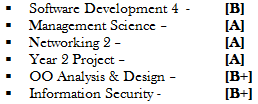 ▪ Software Development 4 - [B]
▪ Management Science – [A]
▪ Networking 2 – [A]
▪ Year 2 Project – [A]
▪ OO Analysis & Design – [B+]
▪ Information Security - [B+]